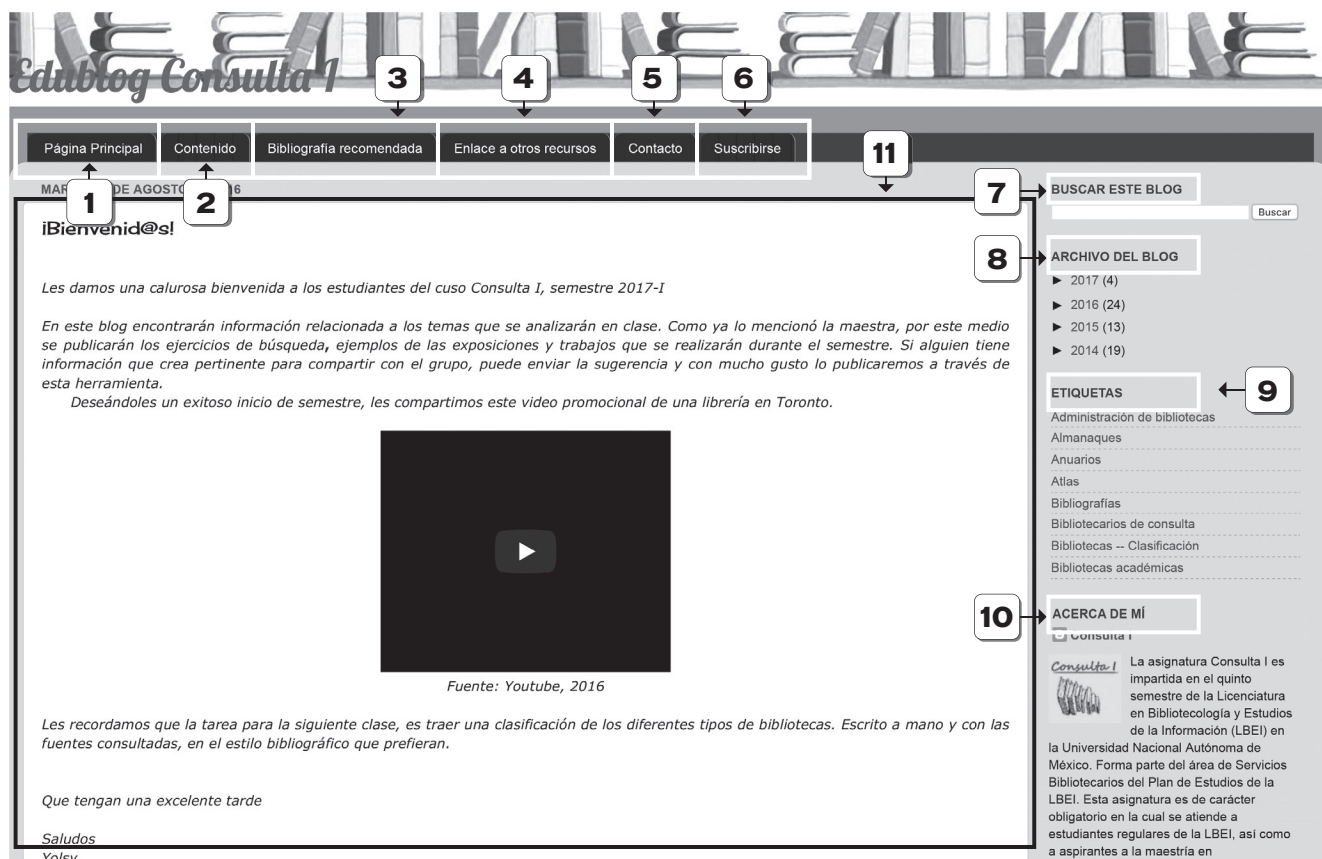 Edublog Consulta I
3
4
5
6
Página Principal
Contenido
Bibliografia recomendada
Enlace a otros recursos
Contacto
Suscribirse
11
1
2
MAR DE AGOSTO 6
¡Bienvenid@s!
Les damos una calurosa bienvenida a los estudiantes del cuso Consulta I, semestre 2017-I
En este blog encontrarán información relacionada a los temas que se analizarán en clase. Como ya lo mencionó la maestra, por este medio
se publicarán los ejercicios de búsqueda, ejemplos de las exposiciones y trabajos que se realizarán durante el semestre. Si alguien tiene
información que crea pertinente para compartir con el grupo, puede enviar la sugerencia y con mucho gusto lo publicaremos a través de
esta herramienta.
Deseándoles un exitoso inicio de semestre, les compartimos este video promocional de una librería en Toronto.
Fuente: Youtube, 2016
Les recordamos que la tarea para la siguiente clase, es traer una clasificación de los diferentes tipos de bibliotecas. Escrito a mano y con las
fuentes consultadas, en el estilo bibliográfico que prefieran.
Que tengan una excelente tarde
Saludos
Yolsy
7
BUSCAR ESTE BLOG
Buscar
8
ARCHIVO DEL BLOG
► 2017 (4)
► 2016 (24)
► 2015 (13)
► 2014 (19)
ETIQUETAS
9
Administración de bibliotecas
Almanaques
Anuarios
Atlas
Bibliografías
Bibliotecarios de consulta
Bibliotecas -- Clasificación
Bibliotecas académicas
10
ACERCA DE MÍ
Consulta I
Consulta I
La asignatura Consulta I es
impartida en el quinto
semestre de la Licenciatura
en Bibliotecología y Estudios
de la Información (LBEI) en
la Universidad Nacional Autónoma de
México. Forma parte del área de Servicios
Bibliotecarios del Plan de Estudios de la
LBEI. Esta asignatura es de carácter
obligatorio en la cual se atiende a
estudiantes regulares de la LBEI, así como
a aspirantes a la maestría en